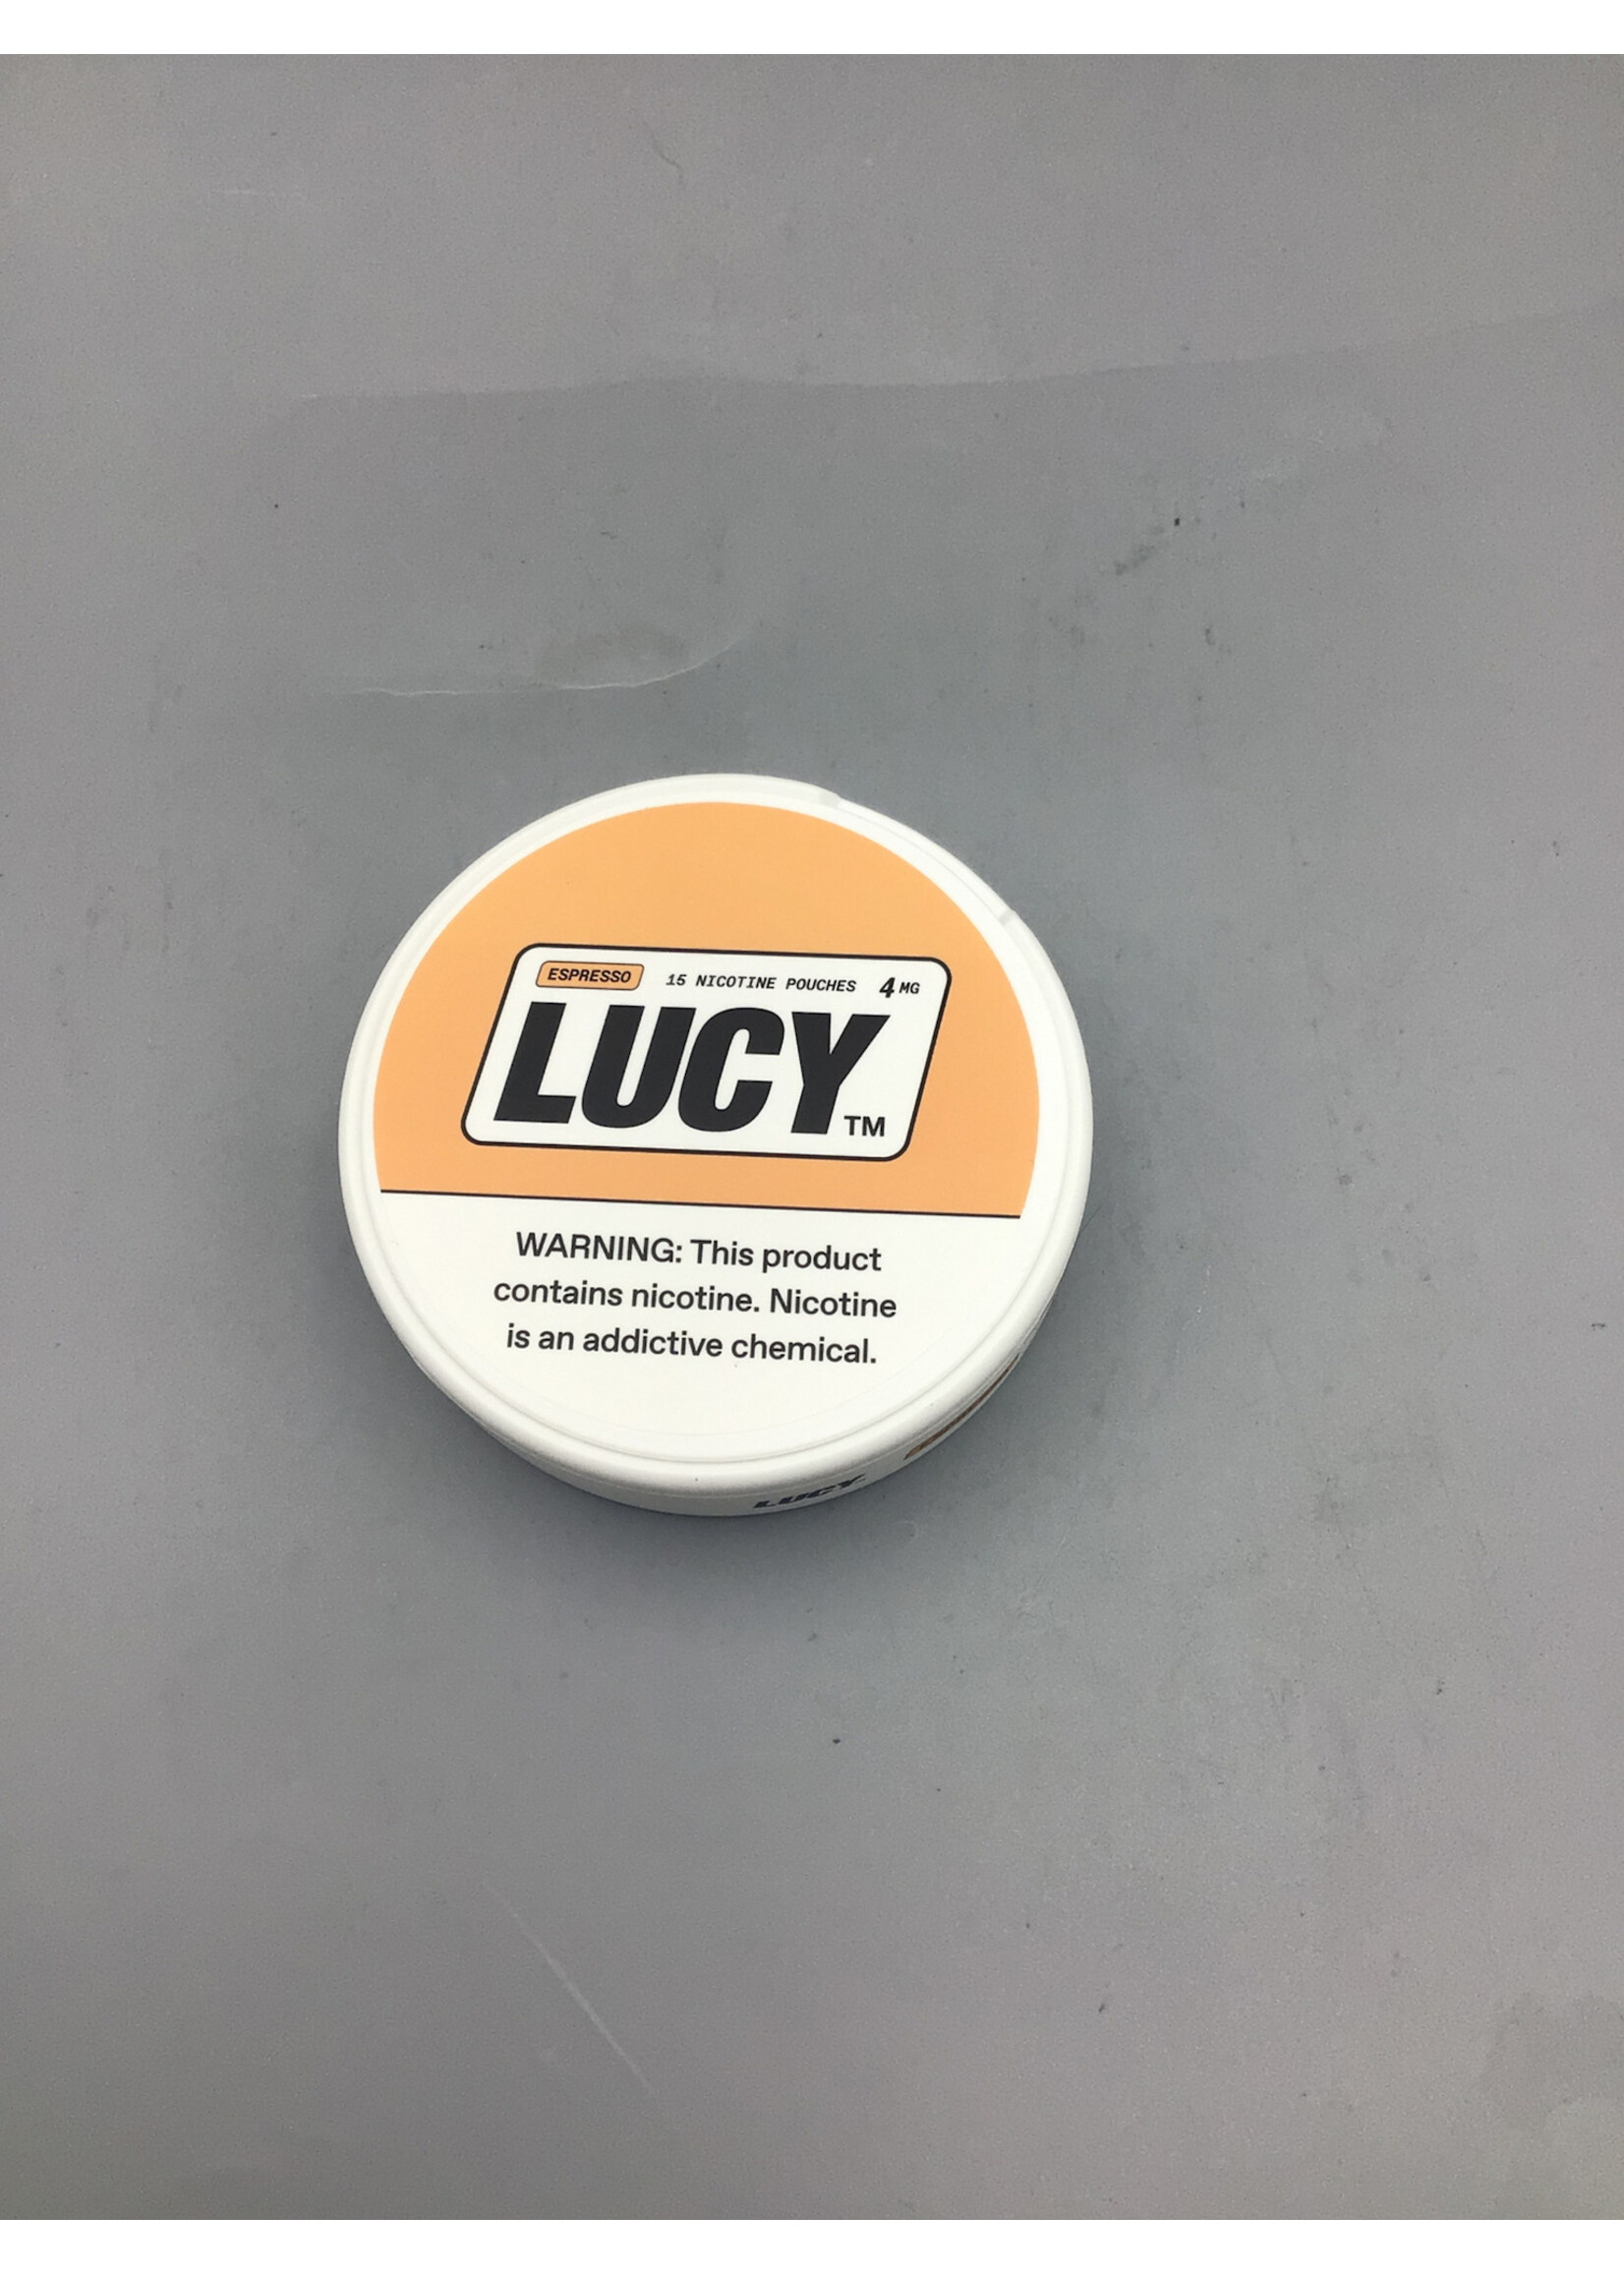 ESPRESSO 15 NICOTINE POUCHES 4 MG
LUCY TM
WARNING: This product
contains nicotine. Nicotine
is an addictive chemical.
LUCY